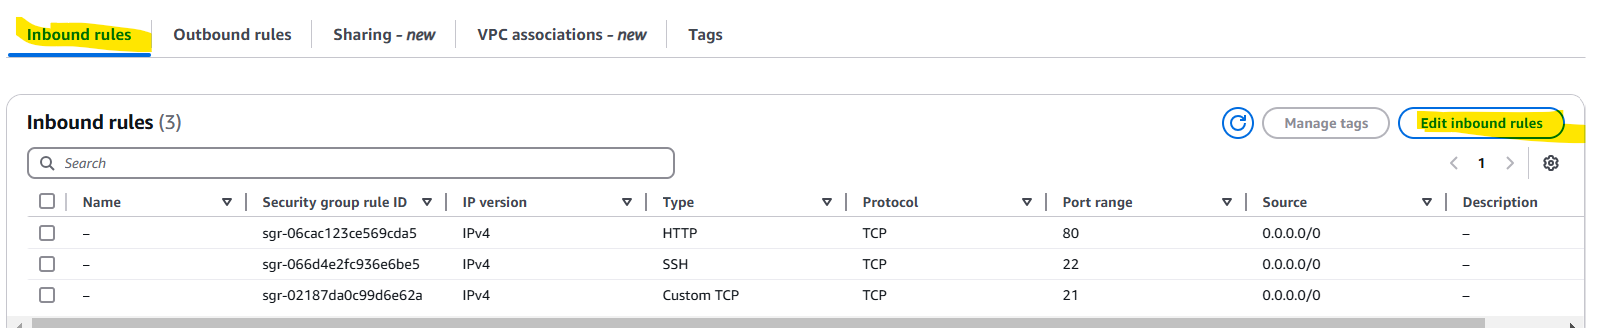 Inbound rules Outbound rules Sharing - new VPC associations - new Tags
Inbound rules (3) Manage tags Edit inbound rules
Search 1
Name Security group rule ID IP version Type Protocol Port range Source Description
– sgr-06cac123ce569cda5 IPv4 HTTP TCP 80 0.0.0.0/0 –
– sgr-066d4e2fc936e6be5 IPv4 SSH TCP 22 0.0.0.0/0 –
– sgr-02187da0c99d6e62a IPv4 Custom TCP TCP 21 0.0.0.0/0 –